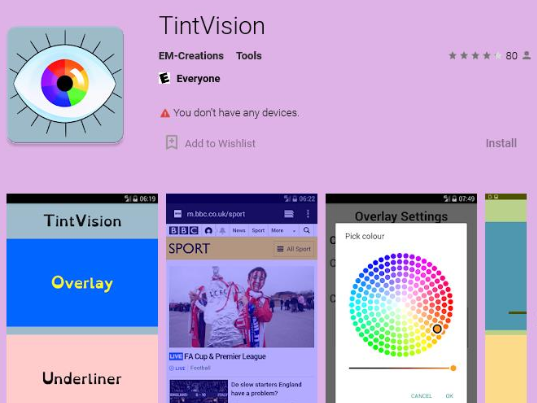 TintVision
EM-Creations Tools
80
E Everyone
You don't have any devices.
Add to Wishlist
Install
06:19
TintVision
Overlay
Underliner
06:22
m.bbc.co.uk/sport
BBC News Sport More
SPORT All Sport
LIVE FA Cup & Premier League
LIVE Football
De slow starters England
have a problem?
07:49
Overlay Settings
Pick colour
CANCEL OK